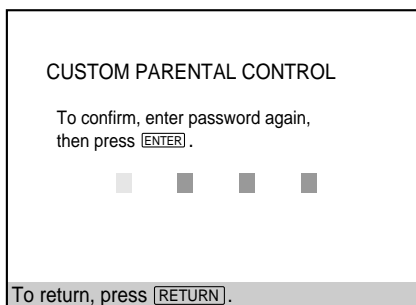 CUSTOM PARENTAL CONTROL
To confirm, enter password again,
then press ENTER .
To return, press RETURN .